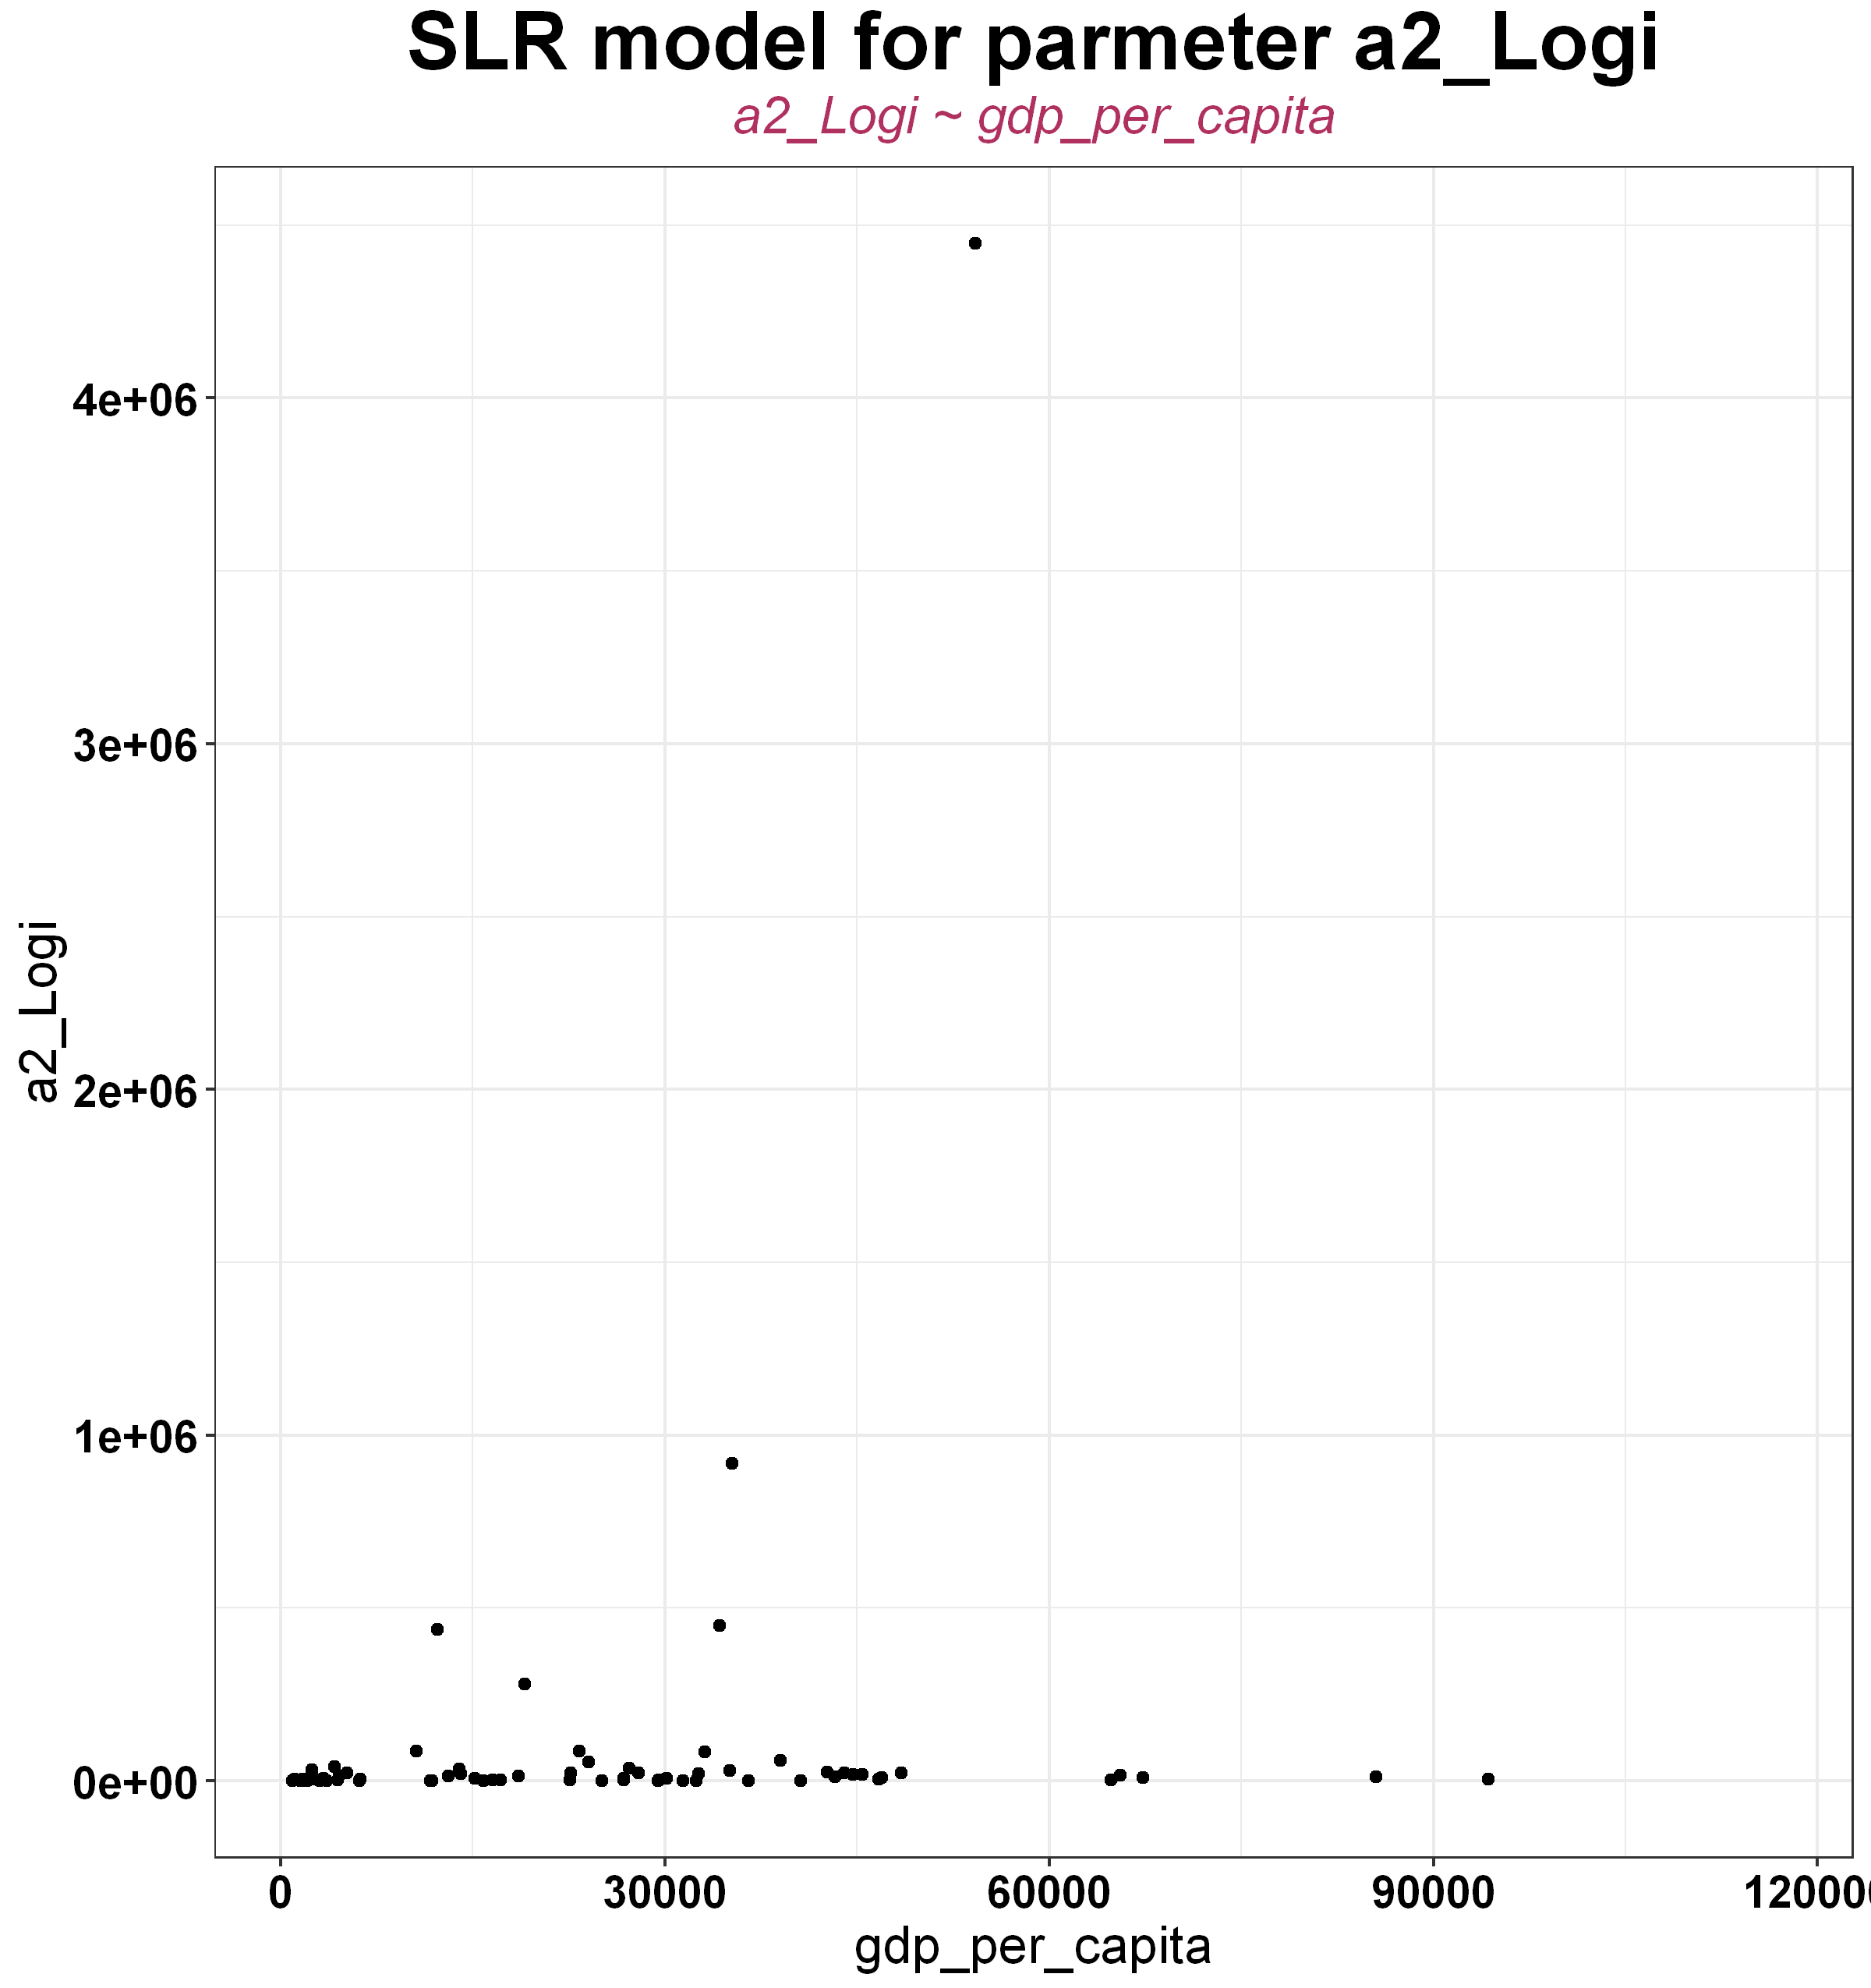 SLR model for parmeter a2_Logi
a2_Logi ~ gdp_per_capita
4e+06
3e+06
2e+06
1e+06
0e+00
a2_Logi
0 30000 60000 90000
gdp_per_capita